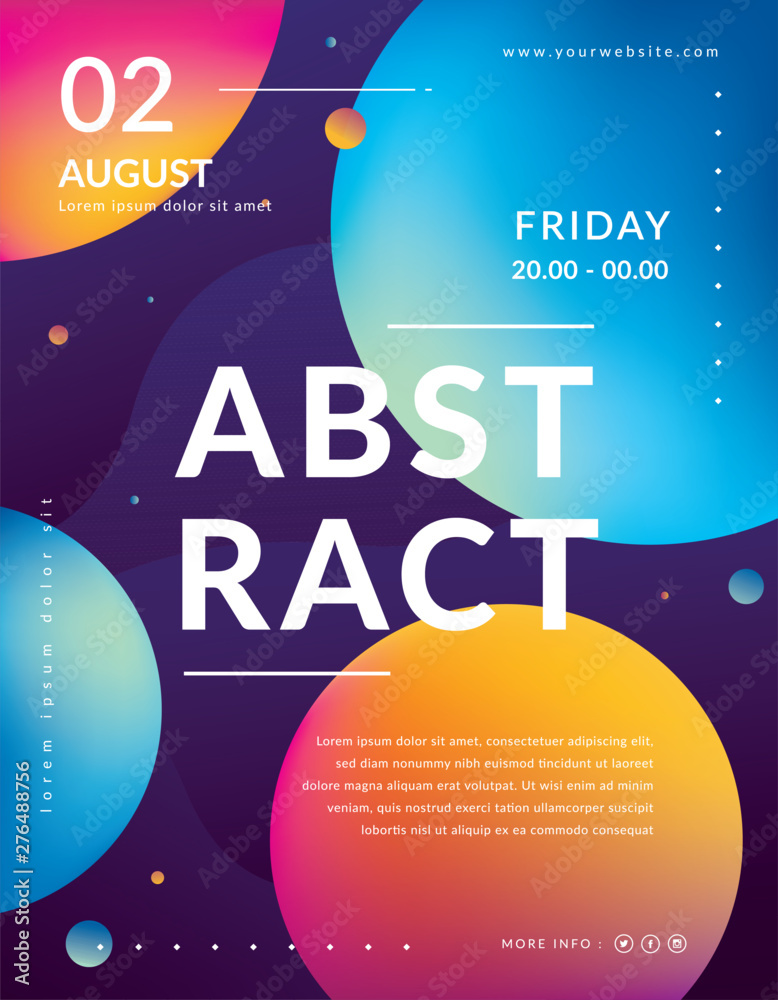 02
AUGUST
Lorem ipsum dolor sit amet
www.yourwebsite.com
FRIDAY
20.00 - 00.00
ABST
RACT
lorem ipsum dolor sit
Lorem ipsum dolor sit amet, consectetuer adipiscing elit,
sed diam nonummy nibh euismod tincidunt ut laoreet
dolore magna aliquam erat volutpat. Ut wisi enim ad minim
veniam, quis nostrud exerci tation ullamcorper suscipit
lobortis nisl ut aliquip ex ea commodo consequat
MORE INFO :
Adobe Stock | #276488756
Adobe Stock